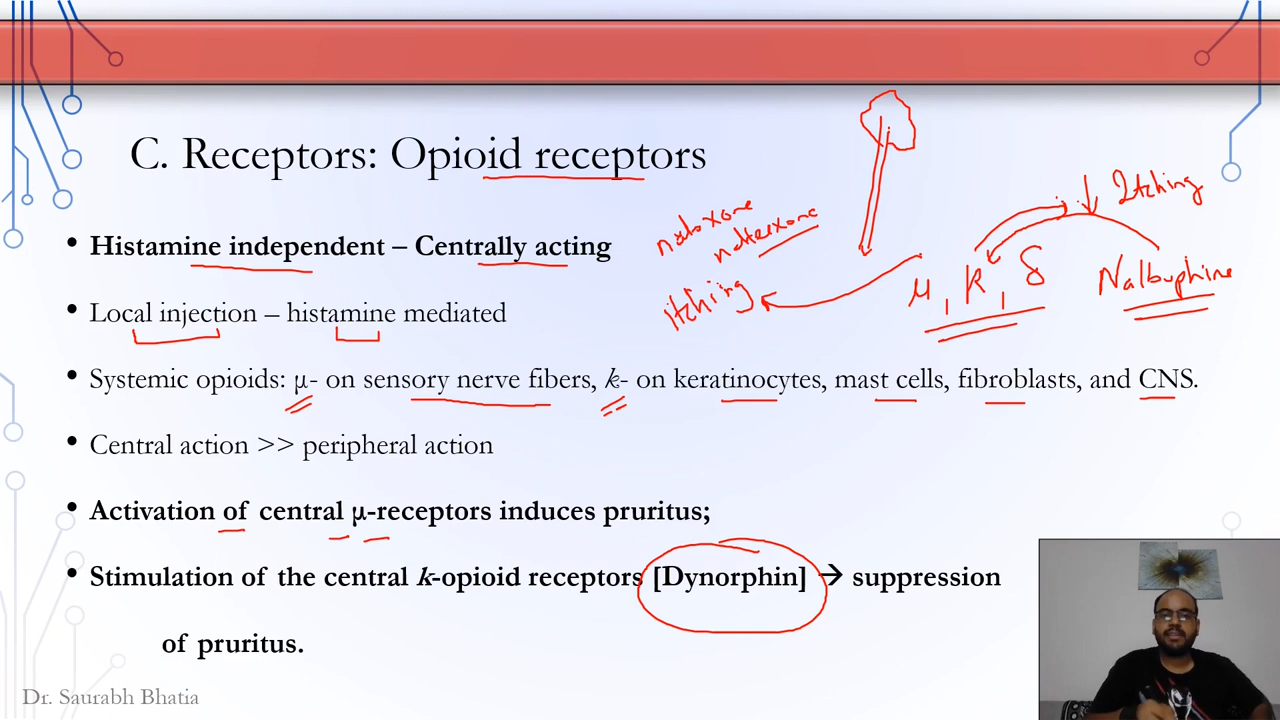 C. Receptors: Opioid receptors
↓ Itching
naloxone
naltexone
μ, k, δ
Nalbuphine
Itching
• Histamine independent – Centrally acting
• Local injection – histamine mediated
• Systemic opioids: μ- on sensory nerve fibers, k- on keratinocytes, mast cells, fibroblasts, and CNS.
• Central action >> peripheral action
• Activation of central μ-receptors induces pruritus;
• Stimulation of the central k-opioid receptors [Dynorphin] → suppression
of pruritus.
Dr. Saurabh Bhatia